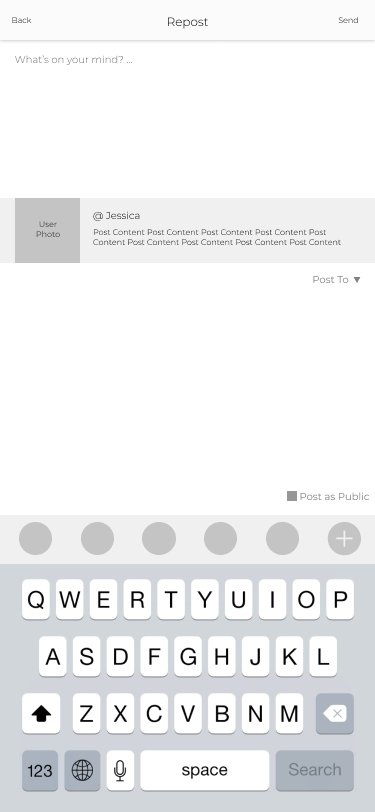 Back
Repost
Send
What's on your mind? ...
User
Photo
@ Jessica
Post Content Post Content Post Content Post Content Post
Content Post Content Post Content Post Content Post Content
Post To ▼
Post as Public
Q W E R T Y U I O P
A S D F G H J K L
Z X C V B N M
123 space Search